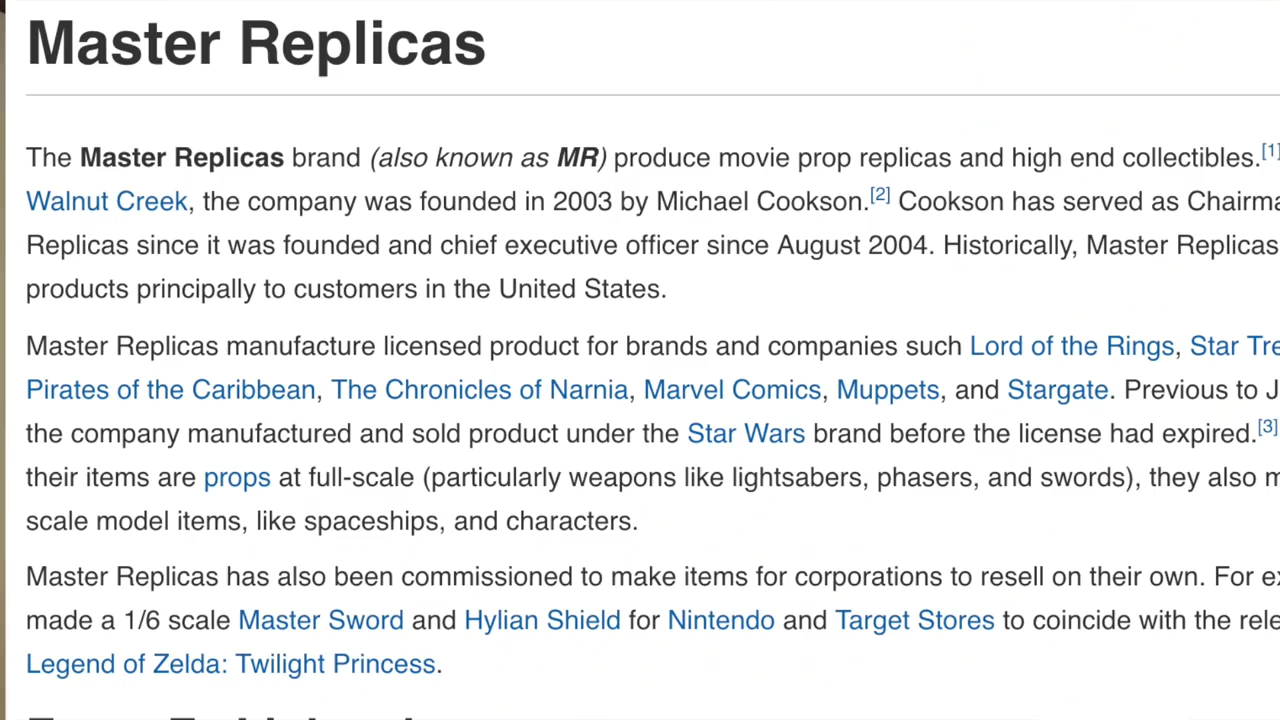 Master Replicas
The Master Replicas brand (also known as MR) produce movie prop replicas and high end collectibles.[1]
Walnut Creek, the company was founded in 2003 by Michael Cookson.[2] Cookson has served as Chairma
Replicas since it was founded and chief executive officer since August 2004. Historically, Master Replicas
products principally to customers in the United States.
Master Replicas manufacture licensed product for brands and companies such Lord of the Rings, Star Tre
Pirates of the Caribbean, The Chronicles of Narnia, Marvel Comics, Muppets, and Stargate. Previous to J
the company manufactured and sold product under the Star Wars brand before the license had expired.[3]
their items are props at full-scale (particularly weapons like lightsabers, phasers, and swords), they also m
scale model items, like spaceships, and characters.
Master Replicas has also been commissioned to make items for corporations to resell on their own. For ex
made a 1/6 scale Master Sword and Hylian Shield for Nintendo and Target Stores to coincide with the rele
Legend of Zelda: Twilight Princess.